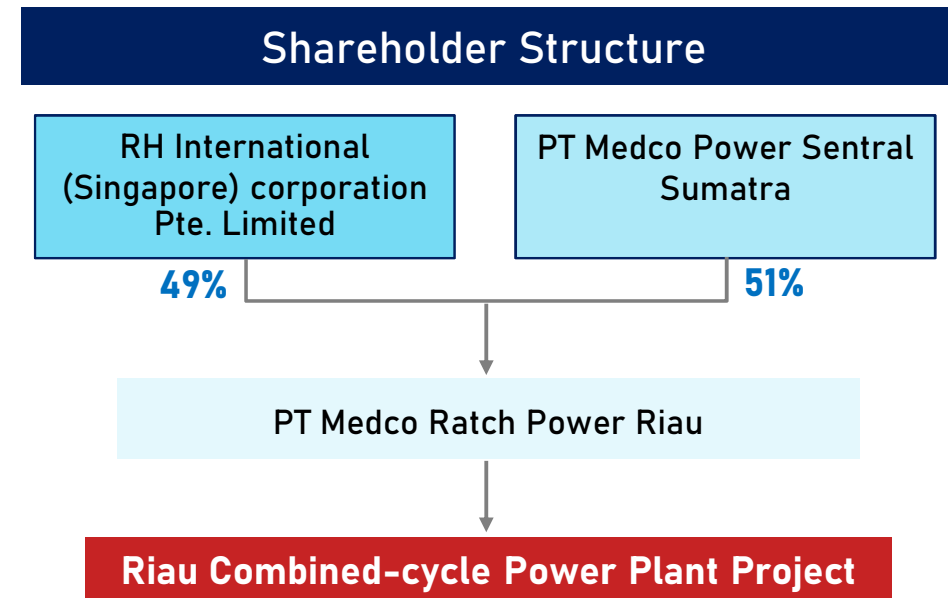 Shareholder Structure
RH International
(Singapore) corporation
Pte. Limited
PT Medco Power Sentral
Sumatra
49%
51%
PT Medco Ratch Power Riau
Riau Combined-cycle Power Plant Project